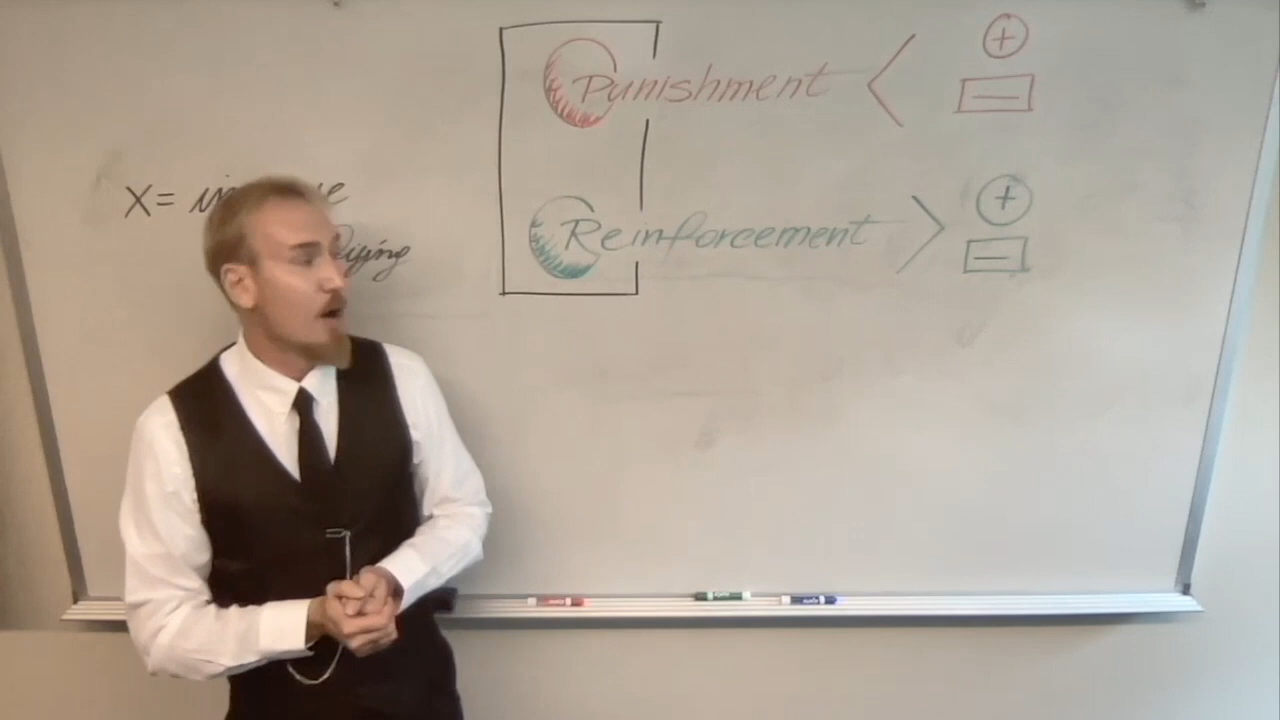 X=
Punishment < +
-
Reinforcement > +
-